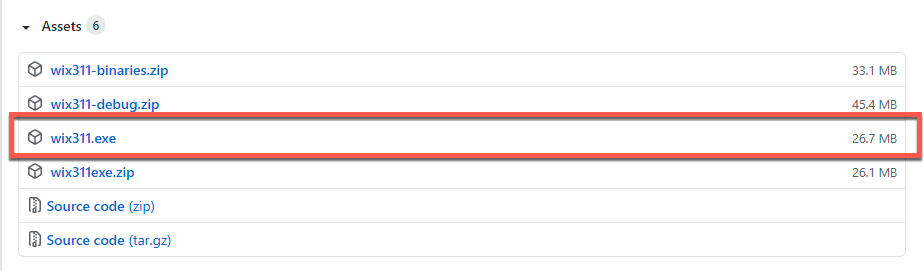 Assets 6
wix311-binaries.zip 33.1 MB
wix311-debug.zip 45.4 MB
wix311.exe 26.7 MB
wix311exe.zip 26.1 MB
Source code (zip)
Source code (tar.gz)